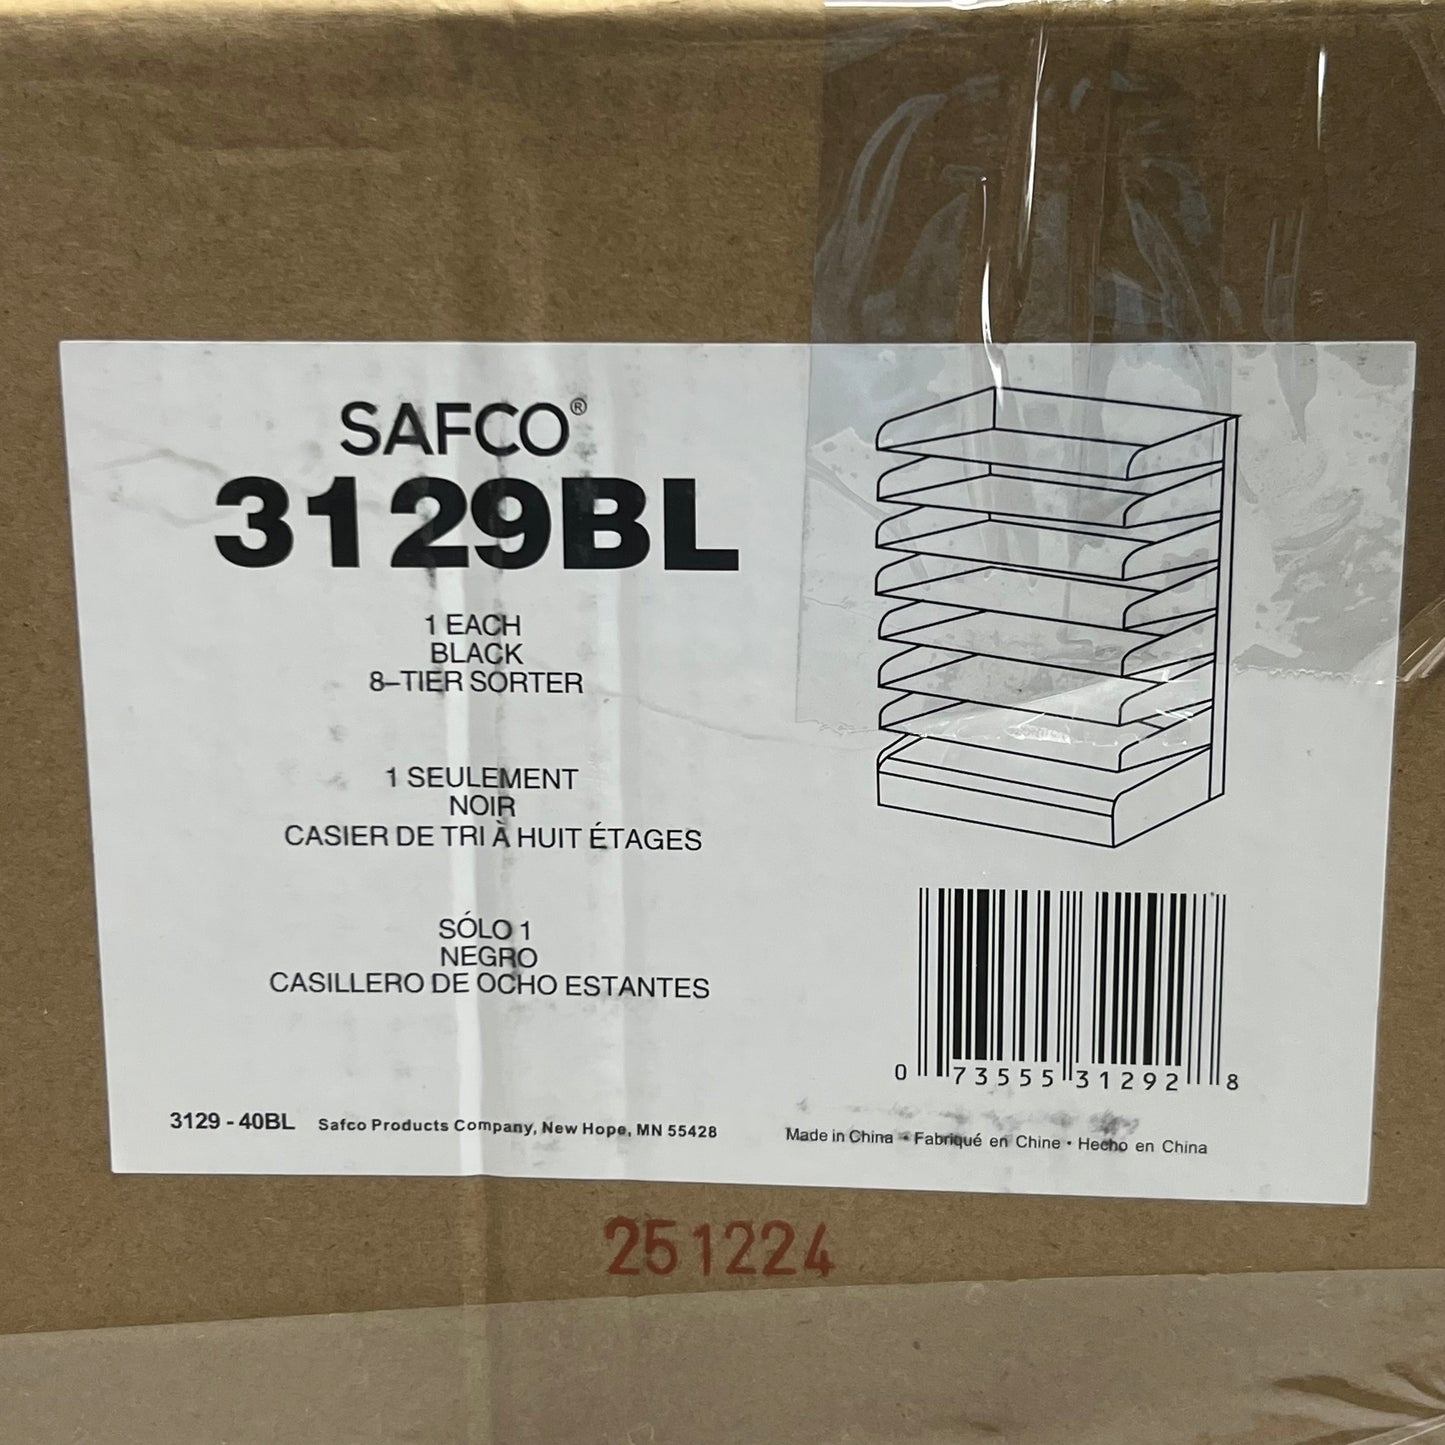 SAFCO®
3129BL
1 EACH
BLACK
8–TIER SORTER
1 SEULEMENT
NOIR
CASIER DE TRI À HUIT ÉTAGES
SÓLO 1
NEGRO
CASILLERO DE OCHO ESTANTES
0 73555 31292 8
3129 - 40BL Safco Products Company, New Hope, MN 55428
Made in China • Fabriqué en Chine • Hecho en China
251224